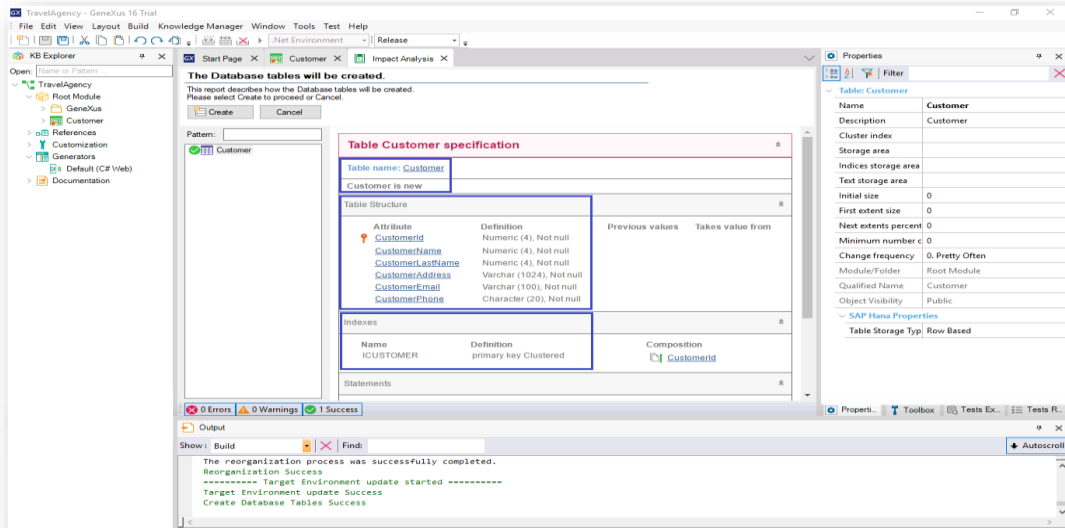 TravelAgency - GeneXus 16 Trial
File Edit View Layout Build Knowledge Manager Window Tools Test Help
.Net Environment Release
KB Explorer
Open: Name or Pattern
TravelAgency
Root Module
GeneXus
Customer
References
Customization
Generators
Default (C# Web)
Documentation
Start Page Customer Impact Analysis
The Database tables will be created.
This report describes how the Database tables will be created.
Please select Create to proceed or Cancel.
Create Cancel
Pattern:
Customer
Table Customer specification
Table name: Customer
Customer is new
Table Structure
Attribute Definition Previous values Takes value from
CustomerId Numeric (4), Not null
CustomerName Numeric (4), Not null
CustomerLastName Numeric (4), Not null
CustomerAddress Varchar (1024), Not null
CustomerEmail Varchar (100), Not null
CustomerPhone Character (20), Not null
Indexes
Name Definition Composition
ICUSTOMER primary key Clustered CustomerId
Statements
0 Errors 0 Warnings 1 Success
Properties
Filter
Table: Customer
Name Customer
Description Customer
Cluster index
Storage area
Indices storage area
Text storage area
Initial size 0
First extent size 0
Next extents percent 0
Minimum number c 0
Change frequency 0. Pretty Often
Module/Folder Root Module
Qualified Name Customer
Object Visibility Public
SAP Hana Properties
Table Storage Typ Row Based
Properti... Toolbox Tests Ex... Tests R...
Output
Show: Build Find: Autoscroll
The reorganization process was successfully completed.
Reorganization Success
---------- Target Environment update started ----------
Target Environment update Success
Create Database Tables Success